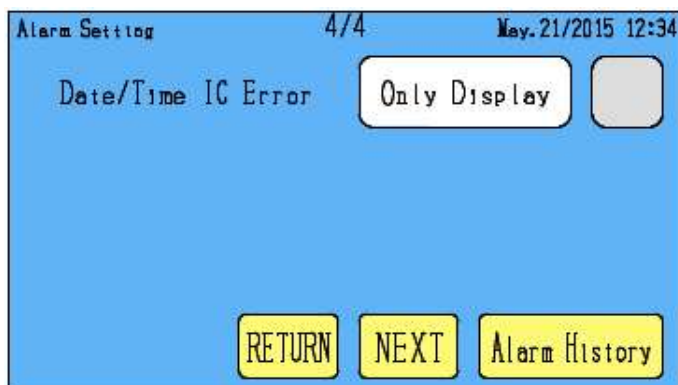 Alarm Setting 4/4 May.21/2015 12:34
Date/Time IC Error Only Display
RETURN NEXT Alarm History